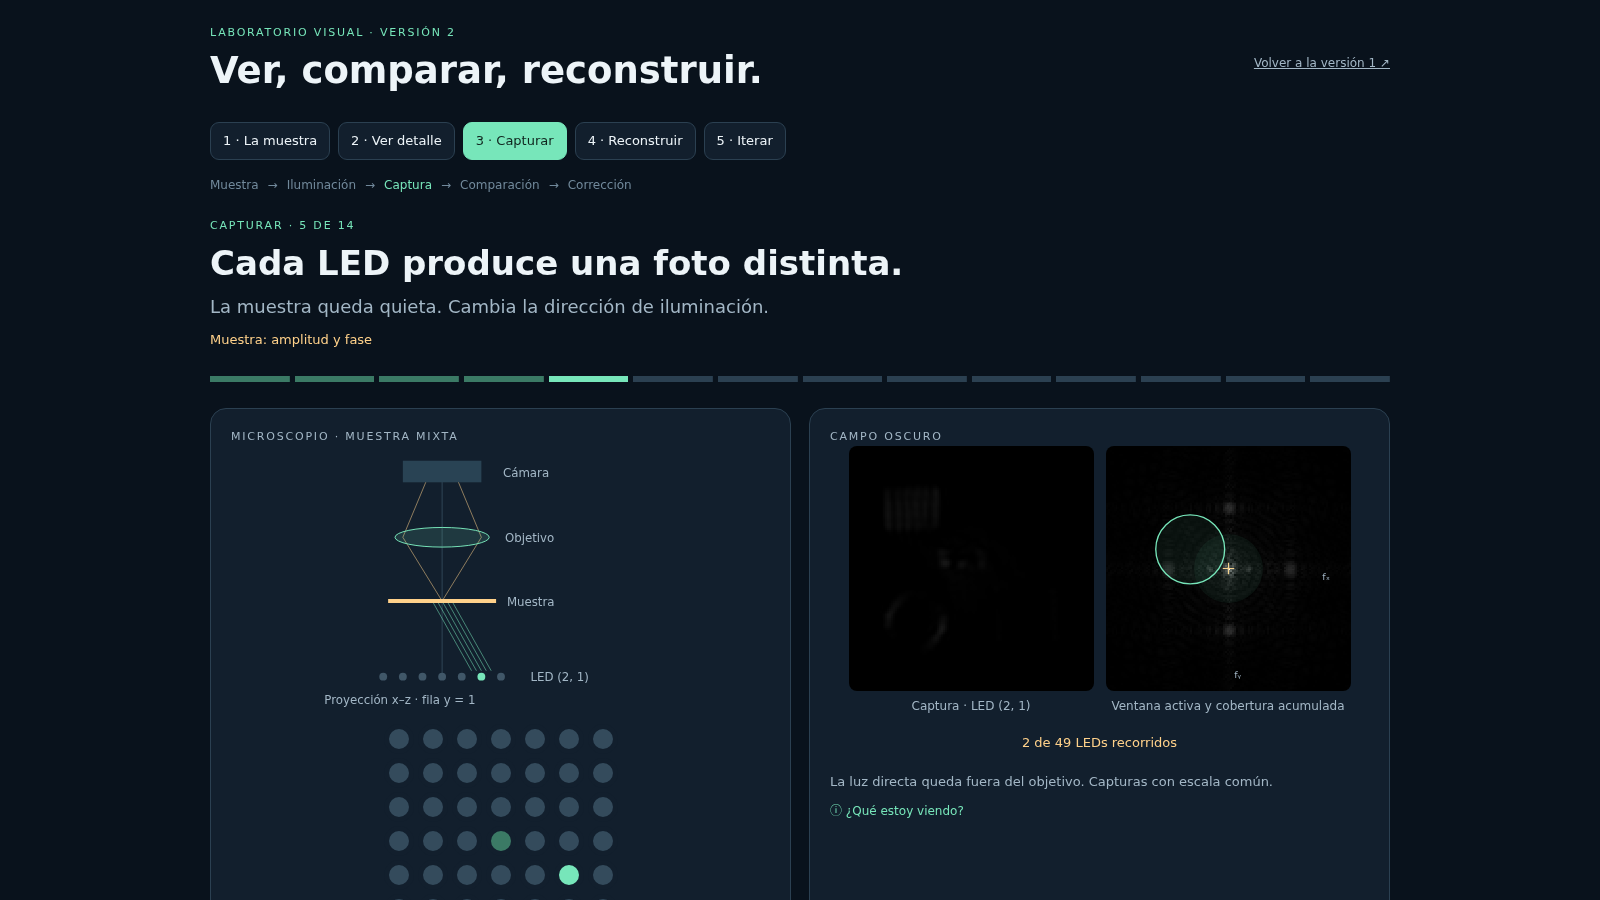 LABORATORIO VISUAL · VERSIÓN 2
Ver, comparar, reconstruir.
Volver a la versión 1 ↗
1 · La muestra
2 · Ver detalle
3 · Capturar
4 · Reconstruir
5 · Iterar
Muestra → Iluminación → Captura → Comparación → Corrección
CAPTURAR · 5 DE 14
Cada LED produce una foto distinta.
La muestra queda quieta. Cambia la dirección de iluminación.
Muestra: amplitud y fase
MICROSCOPIO · MUESTRA MIXTA
Cámara
Objetivo
Muestra
LED (2, 1)
Proyección x–z · fila y = 1
CAMPO OSCURO
fₓ
fᵧ
Captura · LED (2, 1)
Ventana activa y cobertura acumulada
2 de 49 LEDs recorridos
La luz directa queda fuera del objetivo. Capturas con escala común.
ⓘ ¿Qué estoy viendo?